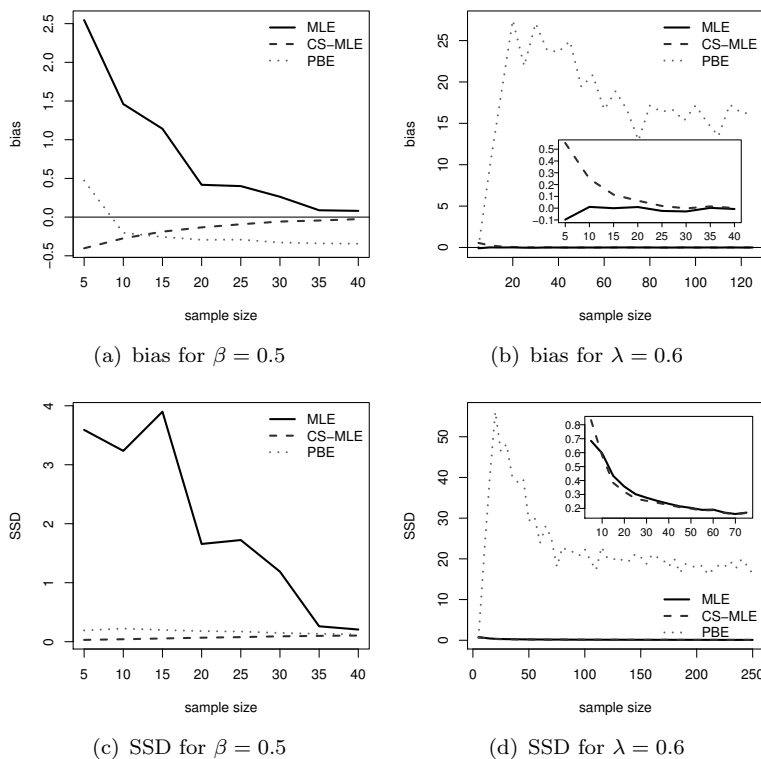 MLE
CS−MLE
PBE
bias
2.5
2.0
1.5
1.0
0.5
0.0
−0.5
5 10 15 20 25 30 35 40
sample size
(a) bias for β = 0.5
MLE
CS−MLE
PBE
bias
25
20
15
10
5
0
0.5
0.4
0.3
0.2
0.1
0.0
−0.1
5 10 15 20 25 30 35 40
20 40 60 80 100 120
sample size
(b) bias for λ = 0.6
MLE
CS−MLE
PBE
SSD
4
3
2
1
0
5 10 15 20 25 30 35 40
sample size
(c) SSD for β = 0.5
SSD
50
40
30
20
10
0
0.8
0.7
0.6
0.5
0.4
0.3
0.2
10 20 30 40 50 60 70
MLE
CS−MLE
PBE
0 50 100 150 200 250
sample size
(d) SSD for λ = 0.6